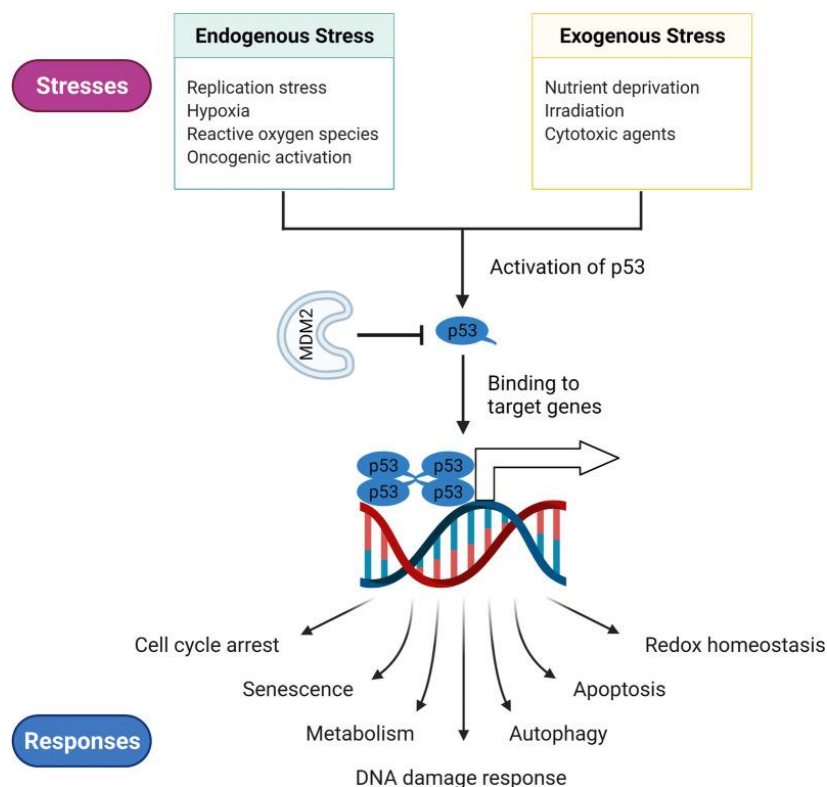 Endogenous Stress
Exogenous Stress
Stresses
Replication stress
Hypoxia
Reactive oxygen species
Oncogenic activation
Nutrient deprivation
Irradiation
Cytotoxic agents
Activation of p53
MDM2
p53
Binding to
target genes
p53 p53
p53 p53
Cell cycle arrest
Redox homeostasis
Senescence
Apoptosis
Metabolism
Autophagy
Responses
DNA damage response